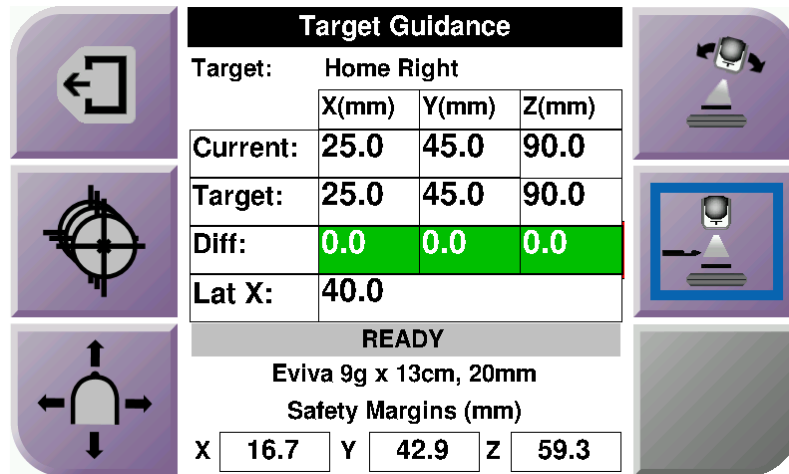 Target Guidance
Target: Home Right
X(mm) Y(mm) Z(mm)
Current: 25.0 45.0 90.0
Target: 25.0 45.0 90.0
Diff: 0.0 0.0 0.0
Lat X: 40.0
READY
Eviva 9g x 13cm, 20mm
Safety Margins (mm)
X 16.7 Y 42.9 Z 59.3